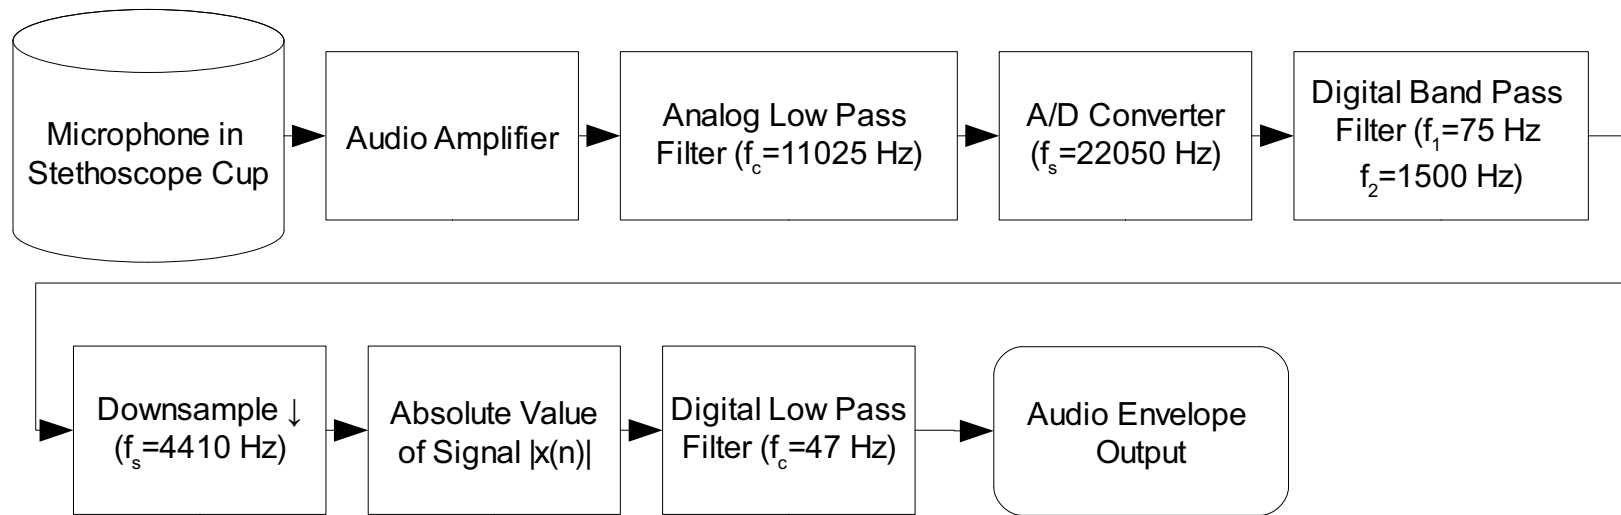 Microphone in
Stethoscope Cup
Audio Amplifier
Analog Low Pass
Filter (fc=11025 Hz)
A/D Converter
(fs=22050 Hz)
Digital Band Pass
Filter (f1=75 Hz
f2=1500 Hz)
Downsample ↓
(fs=4410 Hz)
Absolute Value
of Signal |x(n)|
Digital Low Pass
Filter (fc=47 Hz)
Audio Envelope
Output